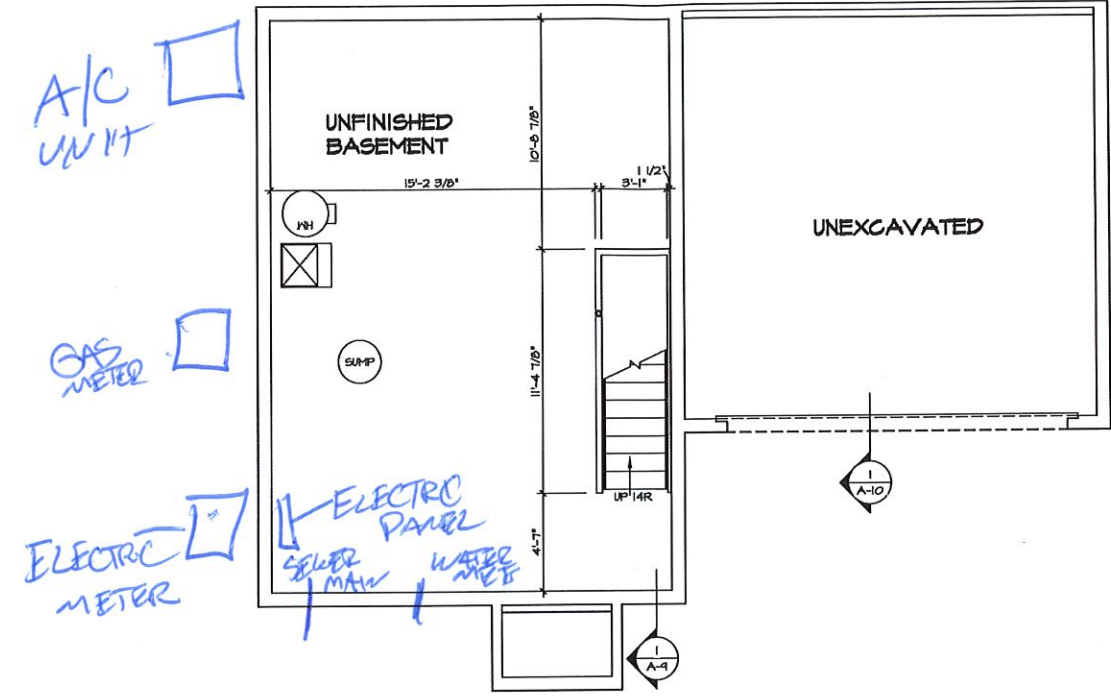 A/C
UNIT
UNFINISHED
BASEMENT
10'-8 7/8"
1 1/2"
15'-2 3/8"
3'-1"
WH
UNEXCAVATED
GAS
METER
SUMP
11'-4 7/8"
UP 14R
1
A-10
ELECTRIC
PANEL
ELECTRIC
METER
SEWER
MAIN
WATER
4'-7"
1
A-9